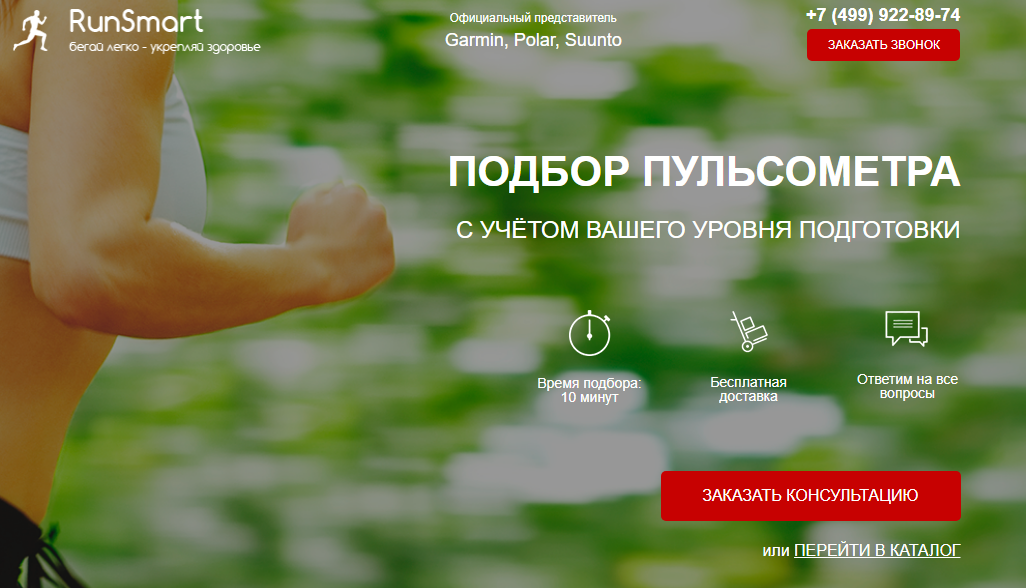 RunSmart
бегай легко - укрепляй здоровье
Официальный представитель
Garmin, Polar, Suunto
+7 (499) 922-89-74
ЗАКАЗАТЬ ЗВОНОК
ПОДБОР ПУЛЬСОМЕТРА
С УЧЁТОМ ВАШЕГО УРОВНЯ ПОДГОТОВКИ
Время подбора:
10 минут
Бесплатная
доставка
Ответим на все
вопросы
ЗАКАЗАТЬ КОНСУЛЬТАЦИЮ
или ПЕРЕЙТИ В КАТАЛОГ